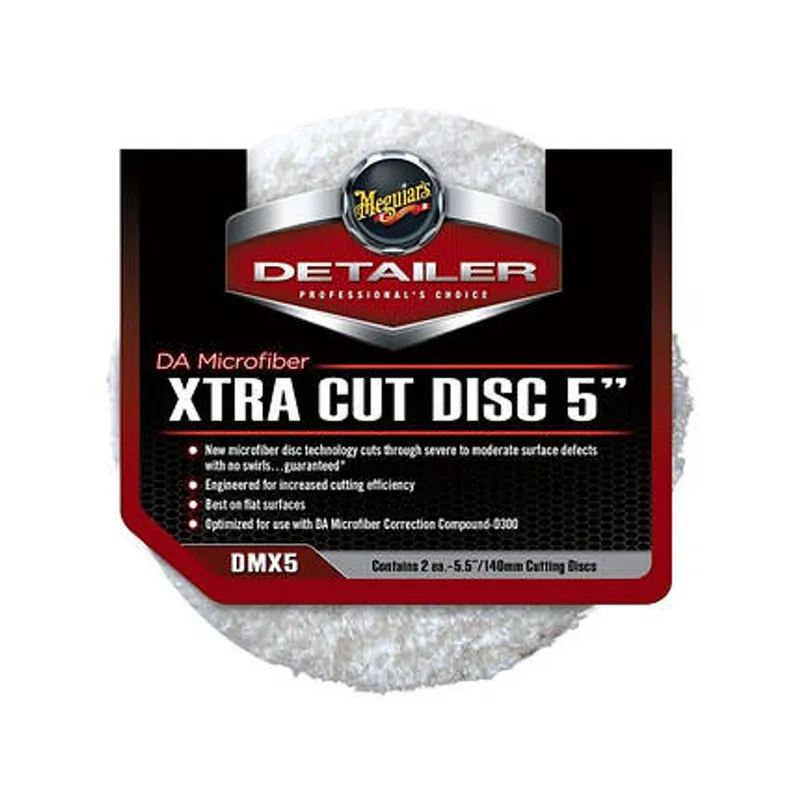 Meguiar's
DETAILER
PROFESSIONAL'S CHOICE
DA Microfiber
XTRA CUT DISC 5”
• New microfiber disc technology cuts through severe to moderate surface defects
with no swirls...guaranteed*
• Engineered for increased cutting efficiency
• Best on flat surfaces
• Optimized for use with DA Microfiber Correction Compound-D300
DMX5
Contains 2 ea.-5.5"/140mm Cutting Discs